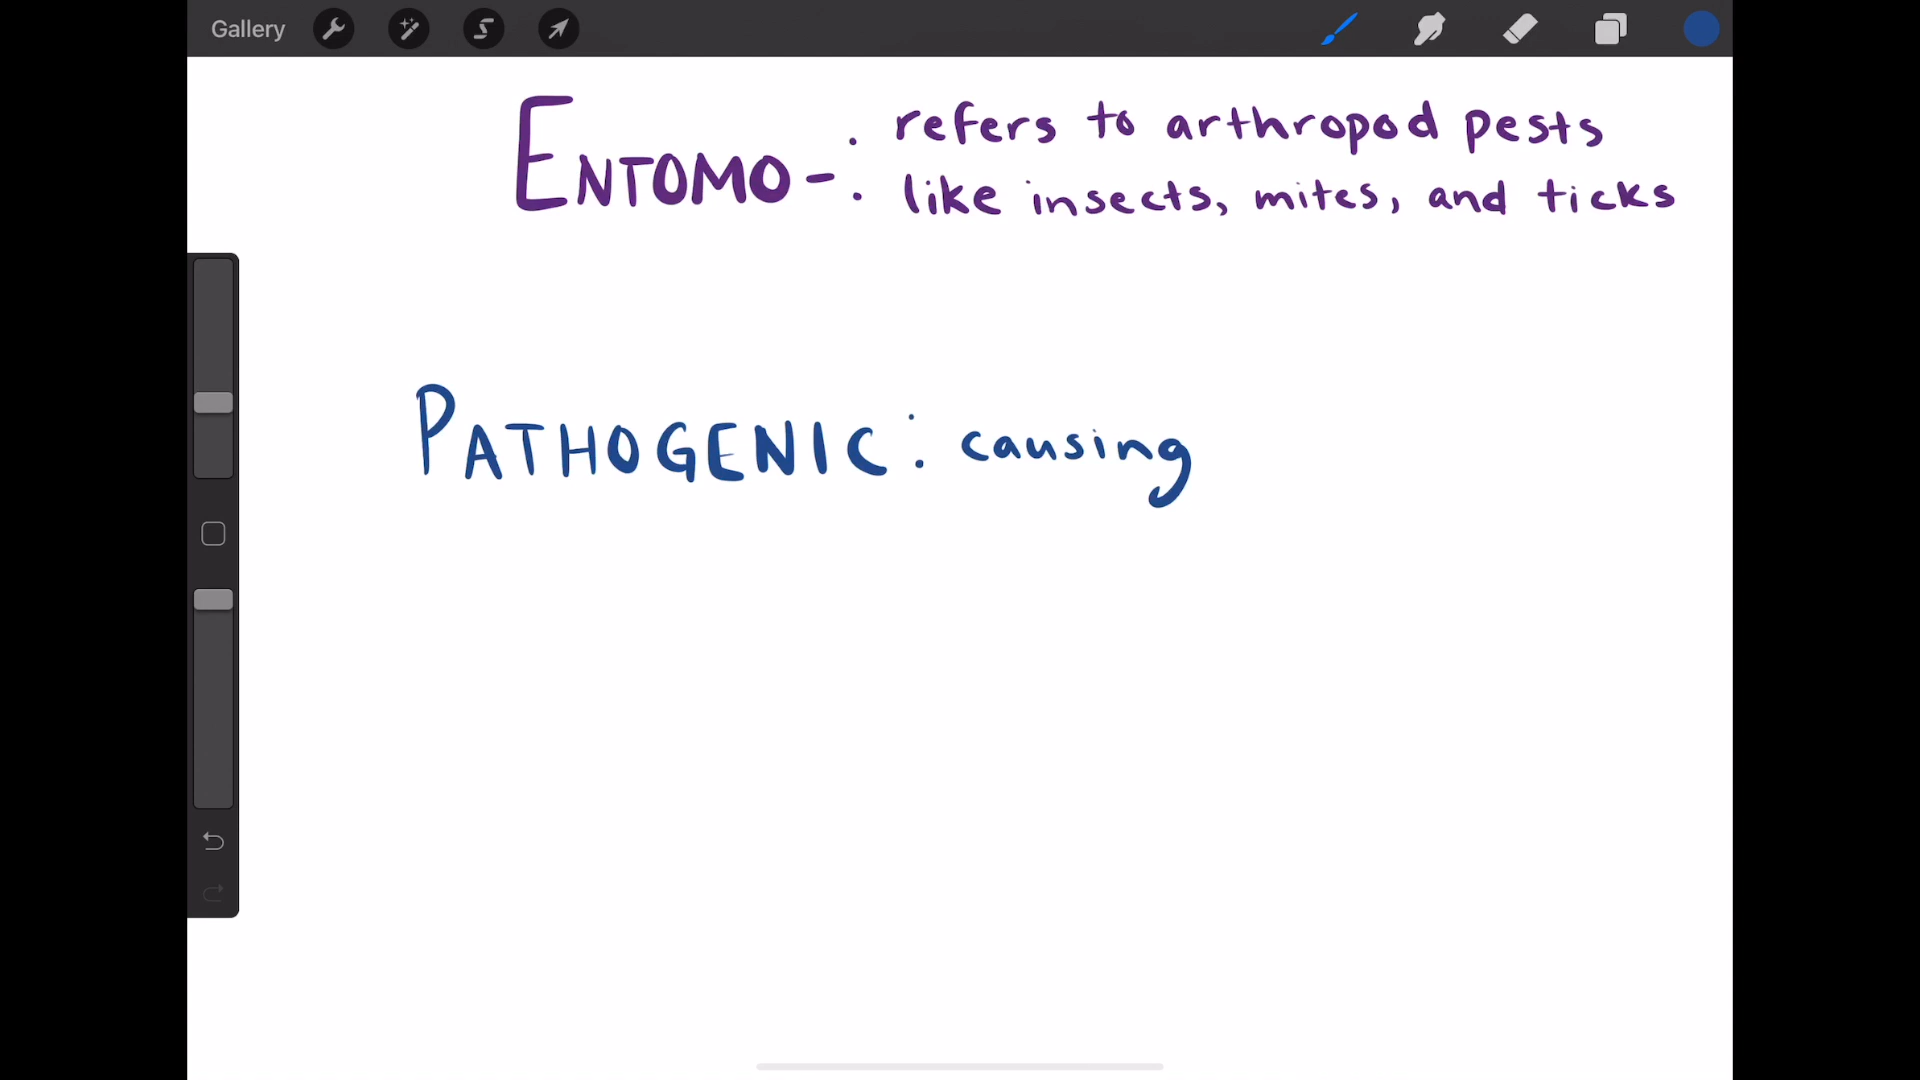 Gallery
ENTOMO-: refers to arthropod pests
like insects, mites, and ticks
PATHOGENIC: causing